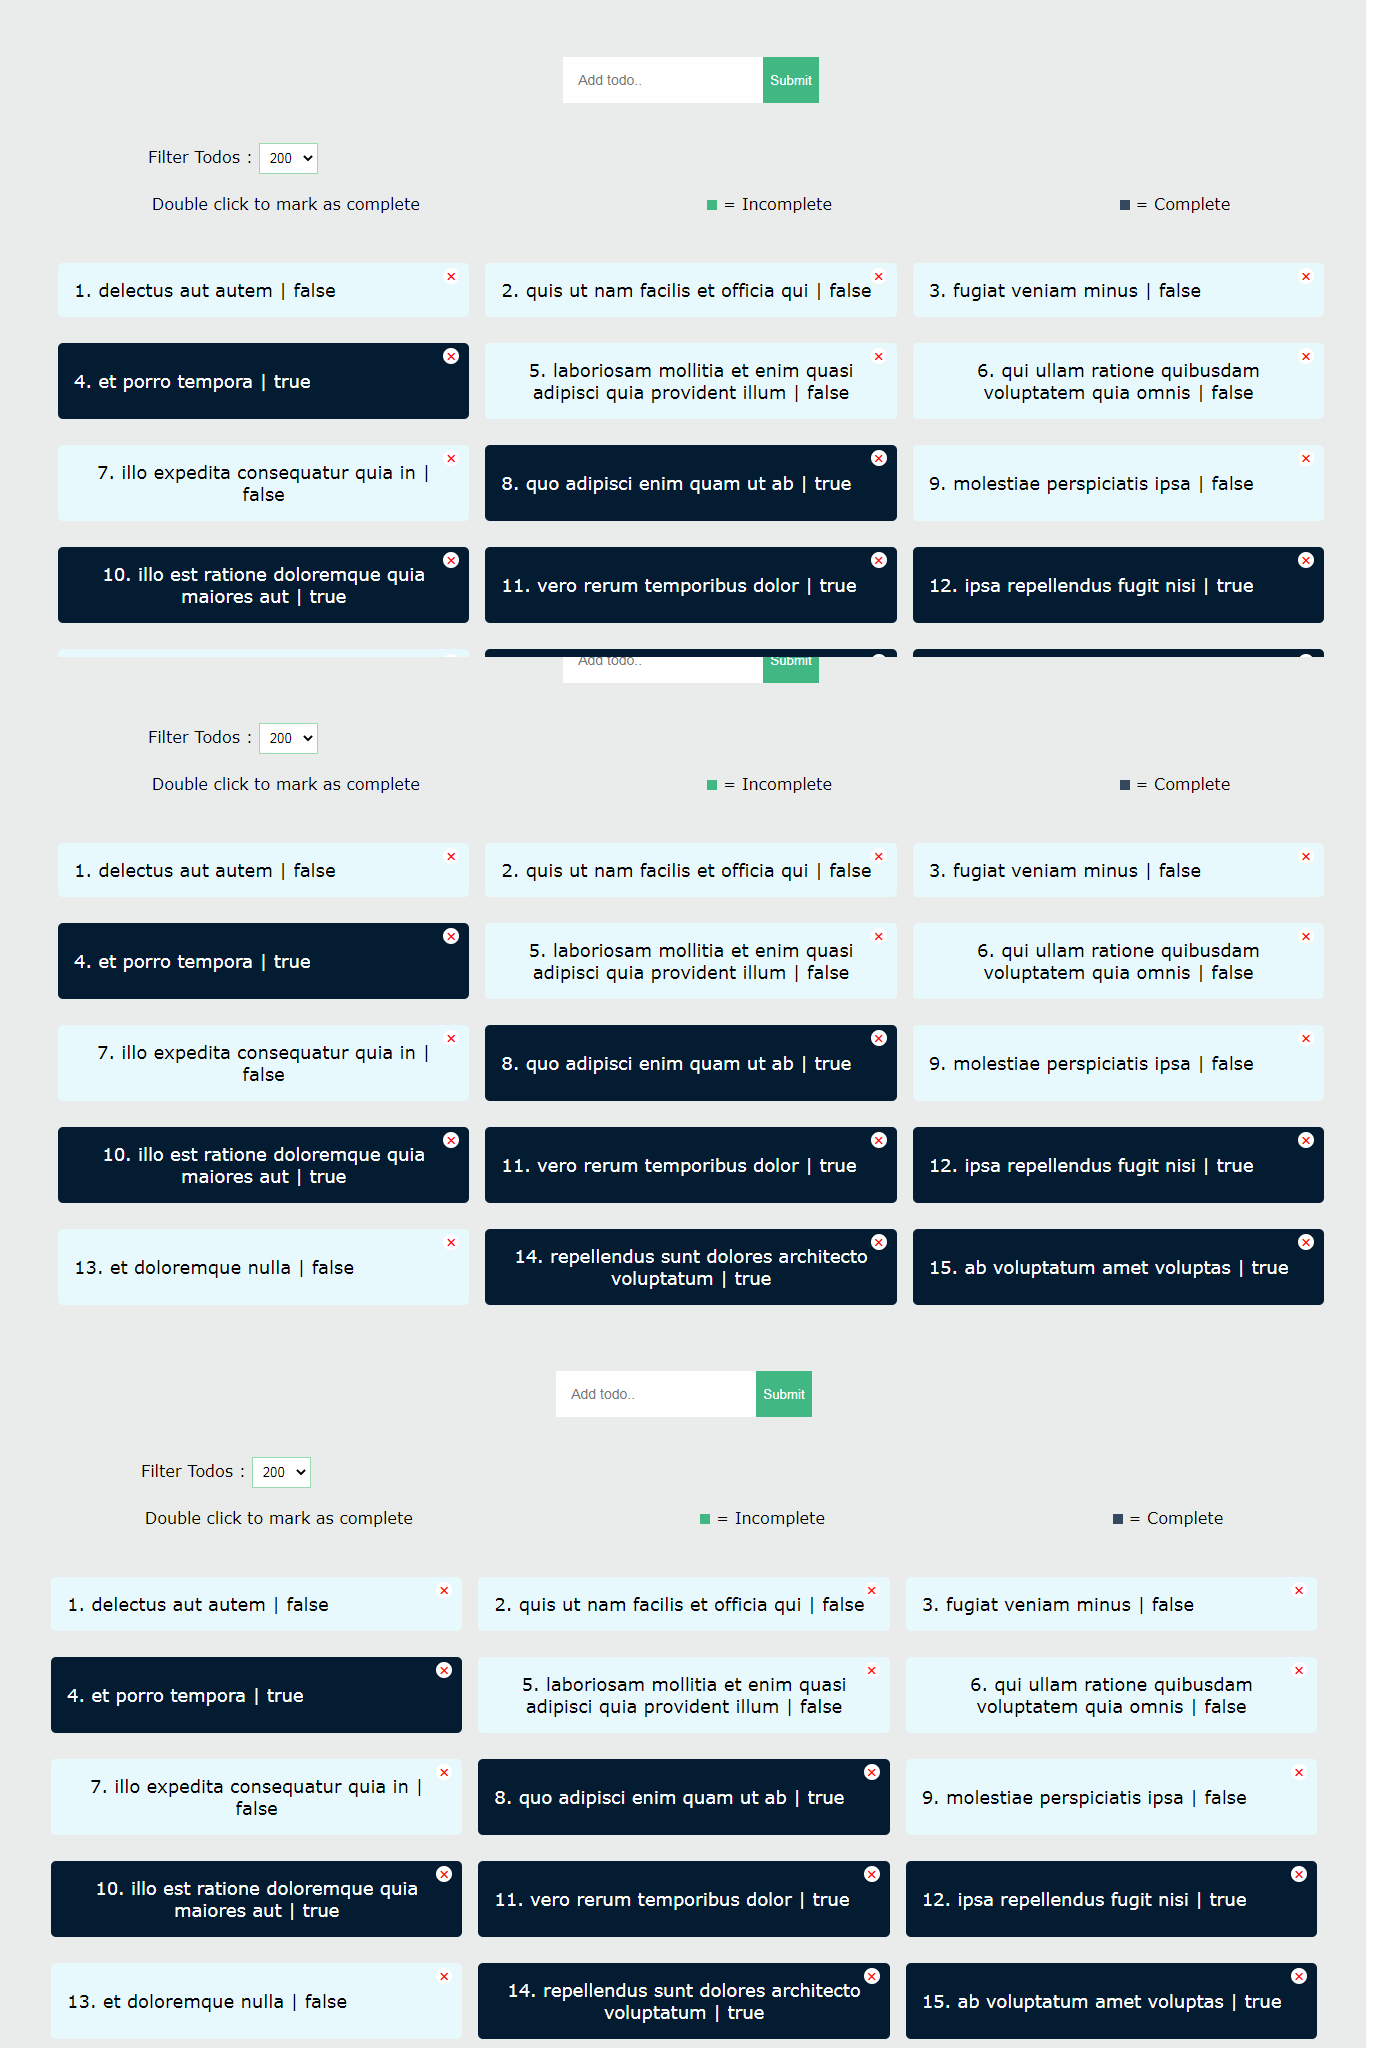 Add todo.. Submit
Filter Todos : 200
Double click to mark as complete = Incomplete = Complete
1. delectus aut autem | false
2. quis ut nam facilis et officia qui | false
3. fugiat veniam minus | false
4. et porro tempora | true
5. laboriosam mollitia et enim quasi
adipisci quia provident illum | false
6. qui ullam ratione quibusdam
voluptatem quia omnis | false
7. illo expedita consequatur quia in |
false
8. quo adipisci enim quam ut ab | true
9. molestiae perspiciatis ipsa | false
10. illo est ratione doloremque quia
maiores aut | true
11. vero rerum temporibus dolor | true
12. ipsa repellendus fugit nisi | true
Add todo.. Submit
Filter Todos : 200
Double click to mark as complete = Incomplete = Complete
1. delectus aut autem | false
2. quis ut nam facilis et officia qui | false
3. fugiat veniam minus | false
4. et porro tempora | true
5. laboriosam mollitia et enim quasi
adipisci quia provident illum | false
6. qui ullam ratione quibusdam
voluptatem quia omnis | false
7. illo expedita consequatur quia in |
false
8. quo adipisci enim quam ut ab | true
9. molestiae perspiciatis ipsa | false
10. illo est ratione doloremque quia
maiores aut | true
11. vero rerum temporibus dolor | true
12. ipsa repellendus fugit nisi | true
13. et doloremque nulla | false
14. repellendus sunt dolores architecto
voluptatum | true
15. ab voluptatum amet voluptas | true
Add todo.. Submit
Filter Todos : 200
Double click to mark as complete = Incomplete = Complete
1. delectus aut autem | false
2. quis ut nam facilis et officia qui | false
3. fugiat veniam minus | false
4. et porro tempora | true
5. laboriosam mollitia et enim quasi
adipisci quia provident illum | false
6. qui ullam ratione quibusdam
voluptatem quia omnis | false
7. illo expedita consequatur quia in |
false
8. quo adipisci enim quam ut ab | true
9. molestiae perspiciatis ipsa | false
10. illo est ratione doloremque quia
maiores aut | true
11. vero rerum temporibus dolor | true
12. ipsa repellendus fugit nisi | true
13. et doloremque nulla | false
14. repellendus sunt dolores architecto
voluptatum | true
15. ab voluptatum amet voluptas | true